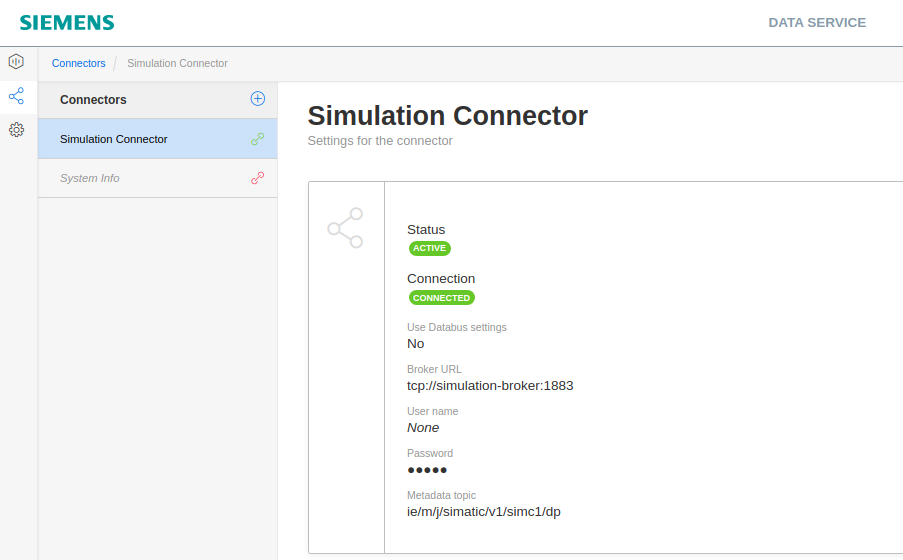 SIEMENS
DATA SERVICE
Connectors / Simulation Connector
Connectors
Simulation Connector
System Info
Simulation Connector
Settings for the connector
Status
ACTIVE
Connection
CONNECTED
Use Databus settings
No
Broker URL
tcp://simulation-broker:1883
User name
None
Password
●●●●●
Metadata topic
ie/m/j/simatic/v1/simc1/dp